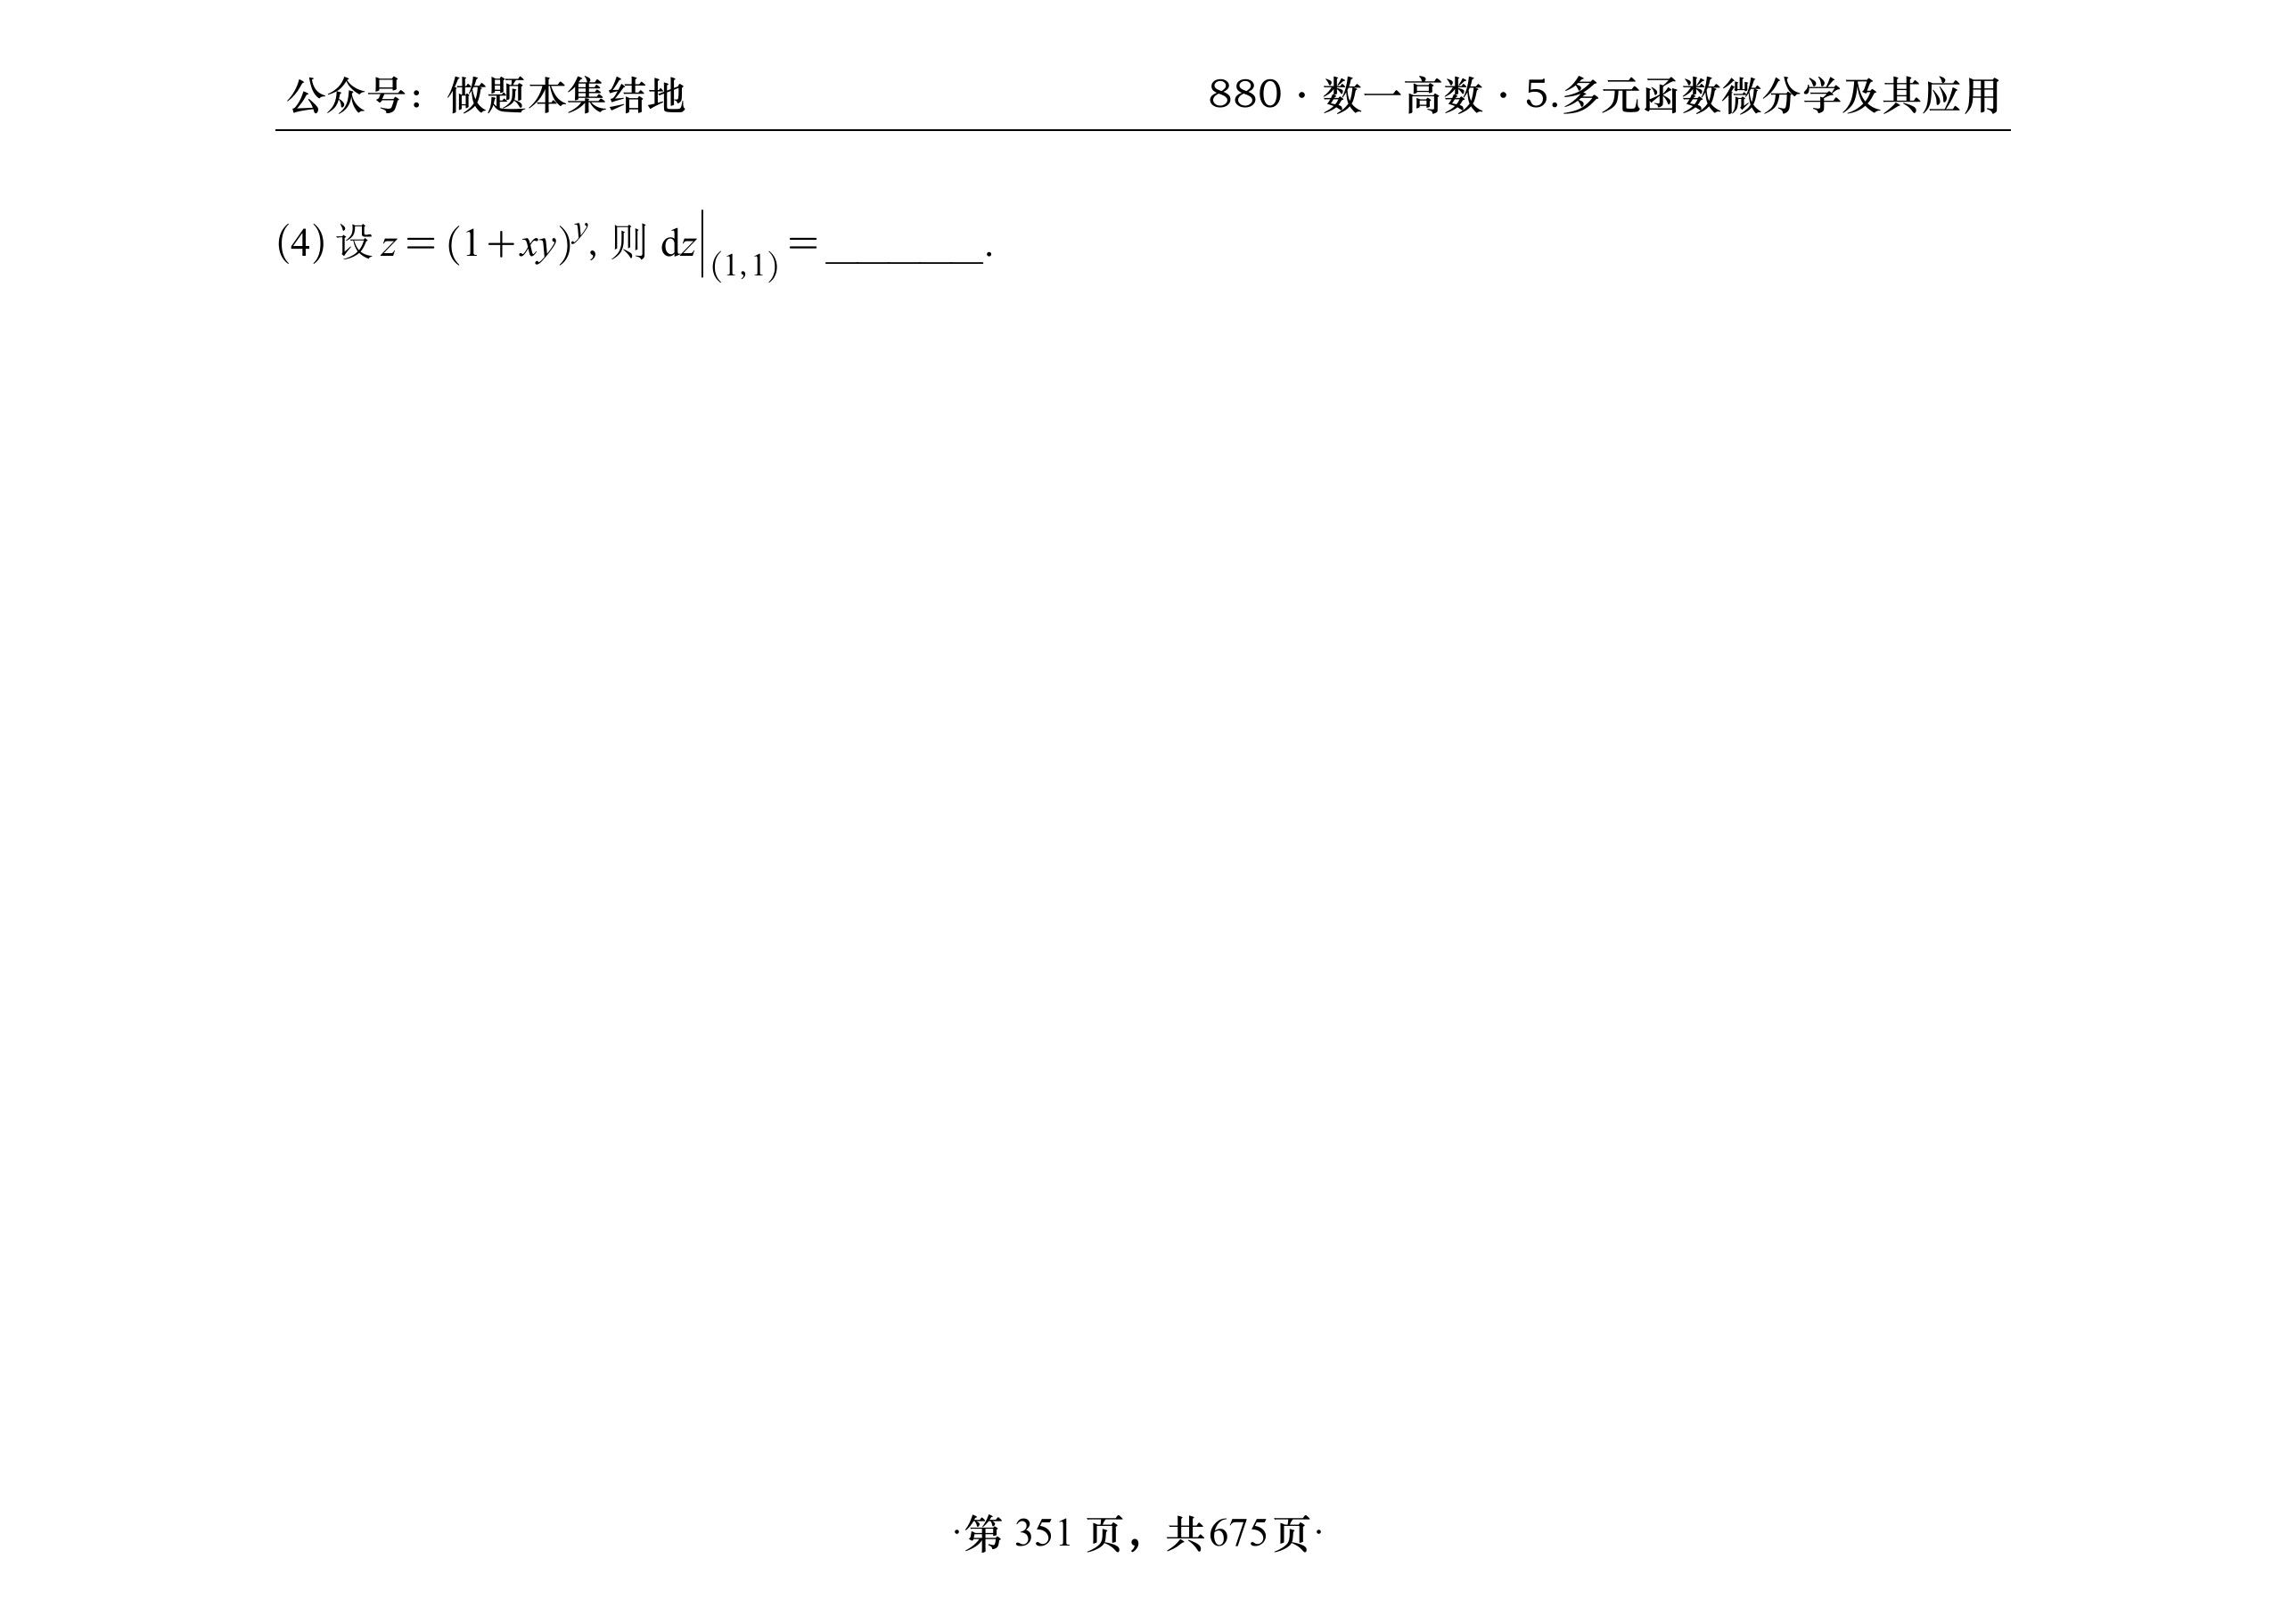 公众号：做题本集结地
880·数一高数·5.多元函数微分学及其应用
(4) 设 z = (1+xy)^y, 则 dz|_(1,1) = ________.
·第 351 页，共675页·